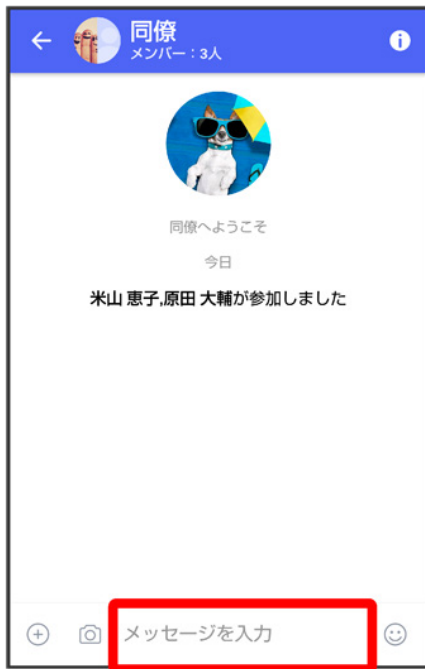 同僚
メンバー：3人
同僚へようこそ
今日
米山 恵子,原田 大輔が参加しました
メッセージを入力